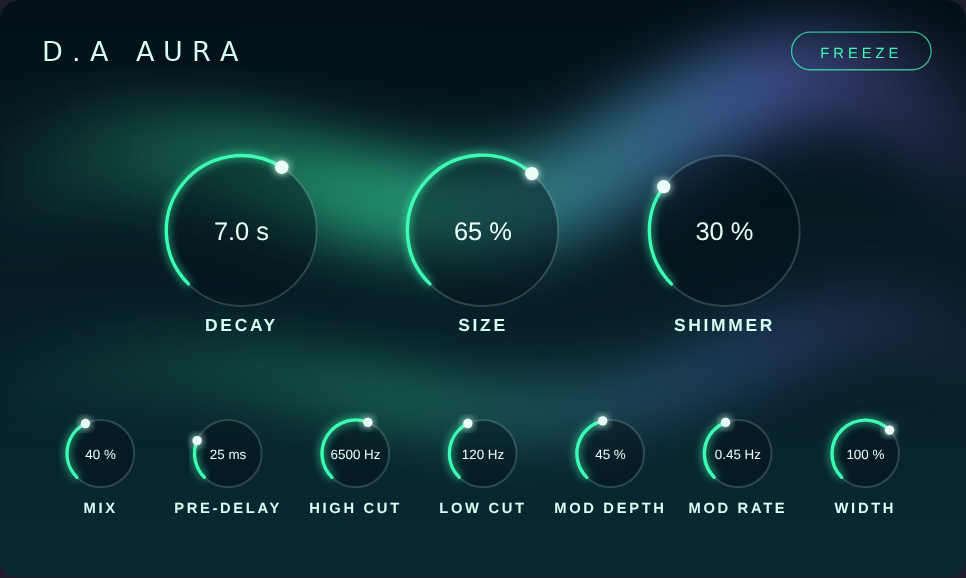 D.A AURA
FREEZE
7.0 s
65 %
30 %
DECAY
SIZE
SHIMMER
40 %
25 ms
6500 Hz
120 Hz
45 %
0.45 Hz
100 %
MIX
PRE-DELAY
HIGH CUT
LOW CUT
MOD DEPTH
MOD RATE
WIDTH